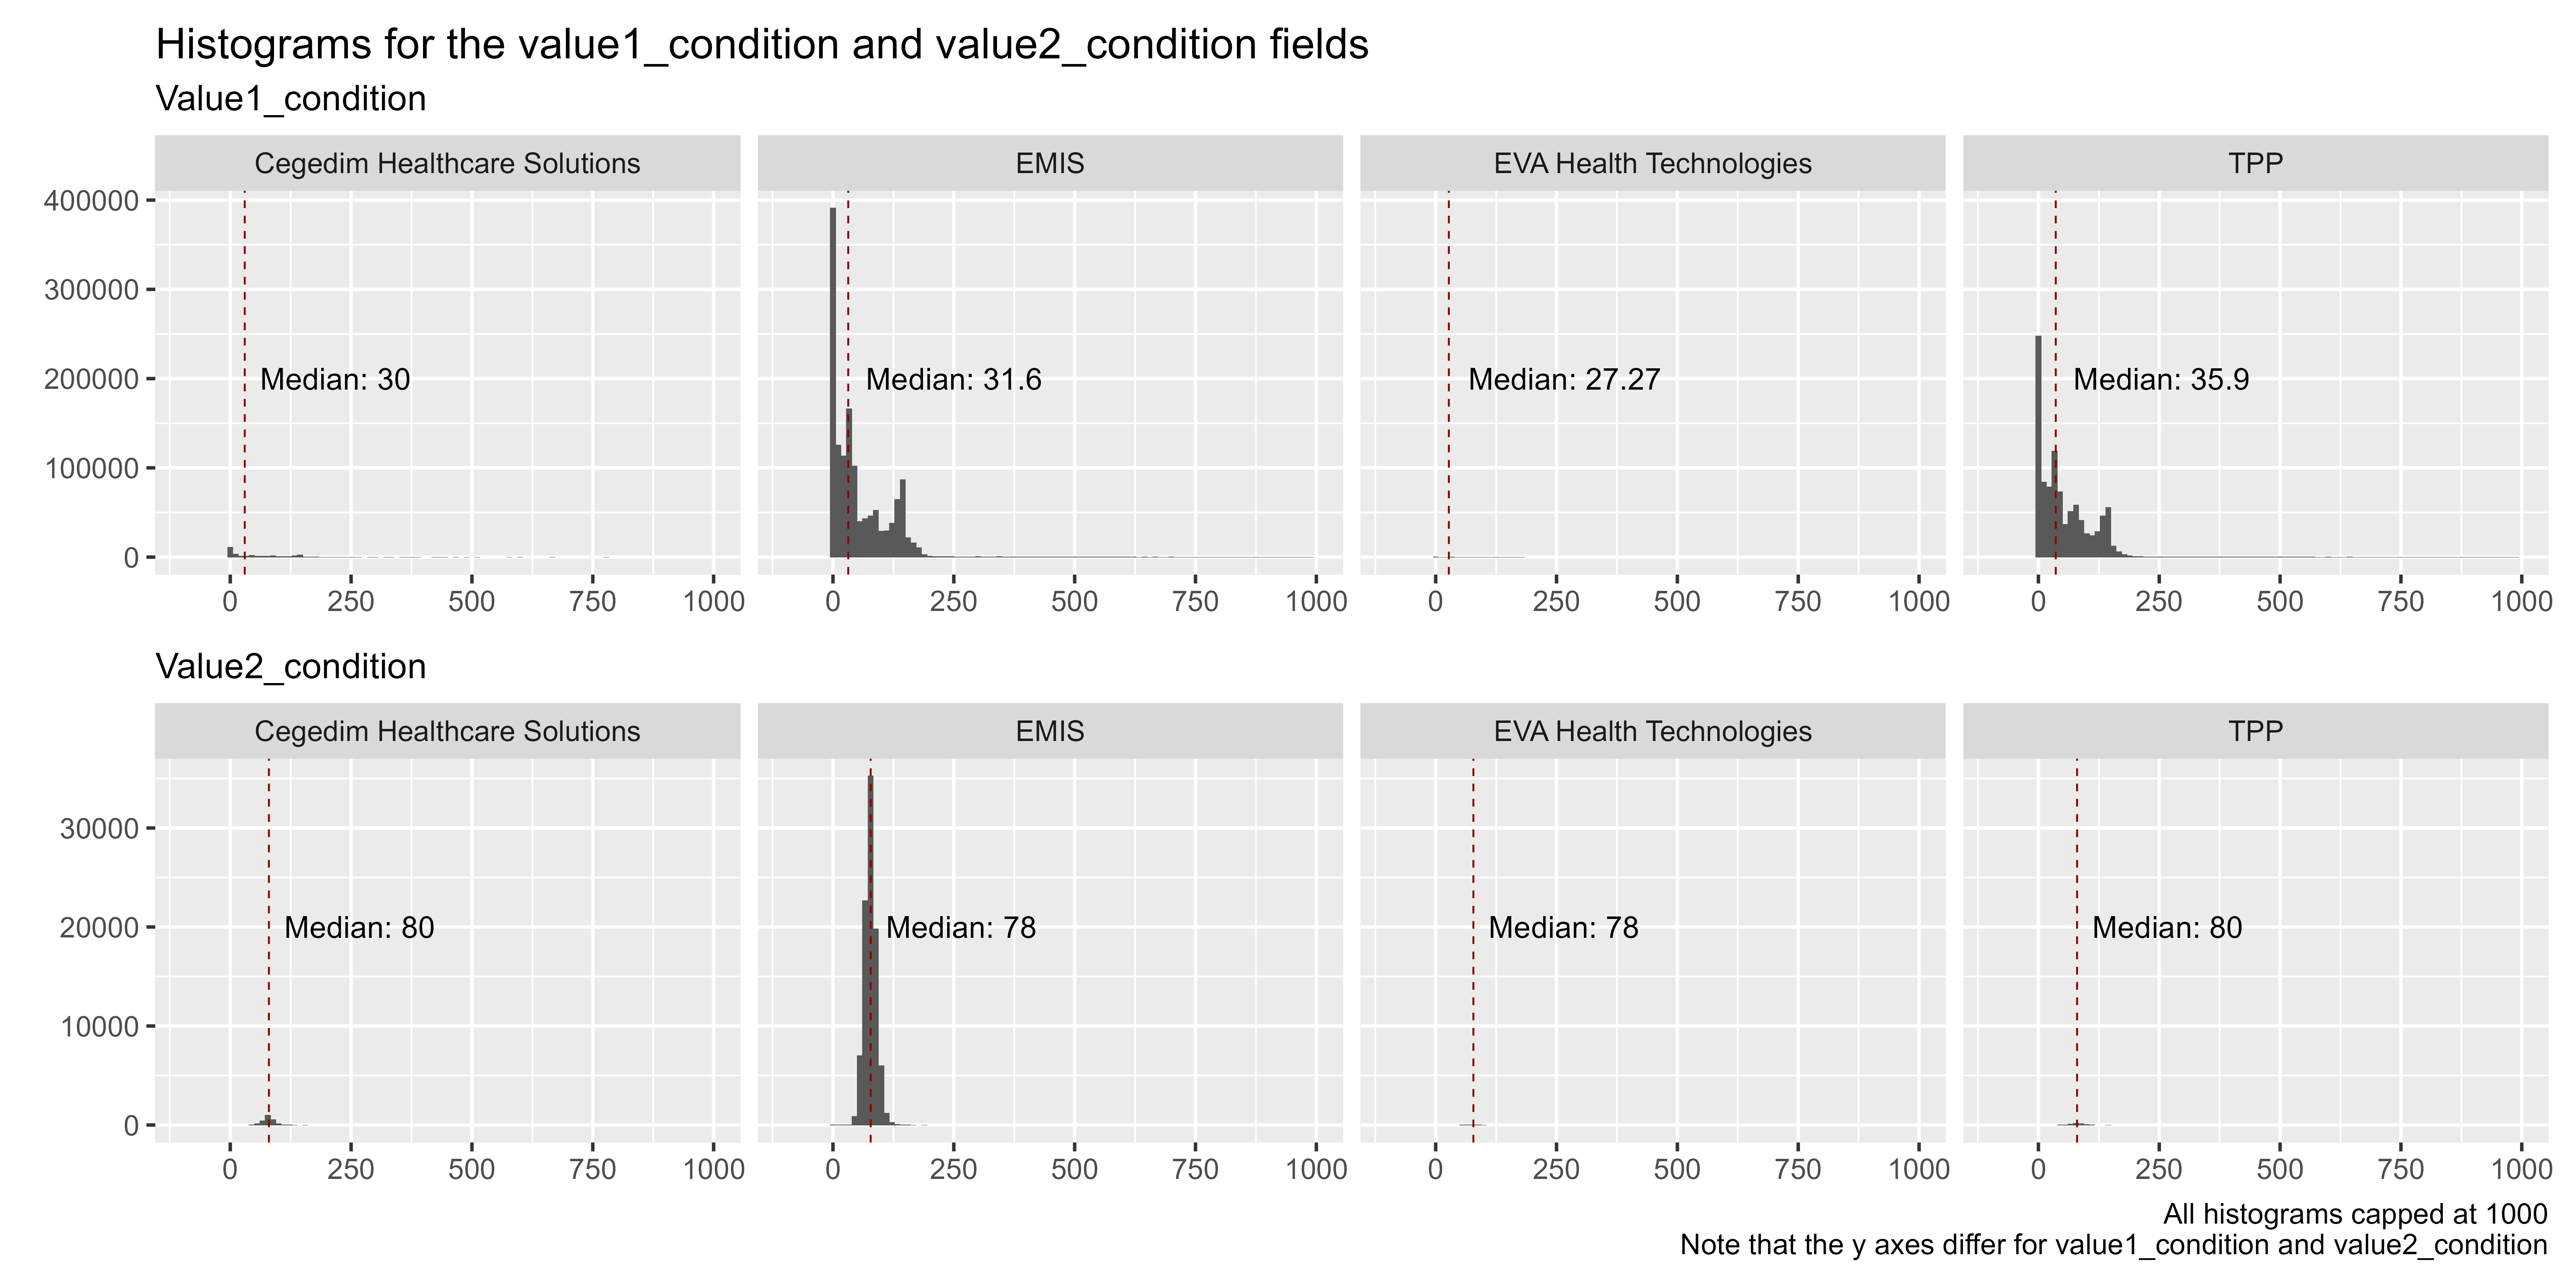 Histograms for the value1_condition and value2_condition fields
Value1_condition
Cegedim Healthcare Solutions EMIS EVA Health Technologies TPP
400000
300000
200000
100000
0
Median: 30 Median: 31.6 Median: 27.27 Median: 35.9
0 250 500 750 1000 0 250 500 750 1000 0 250 500 750 1000 0 250 500 750 1000
Value2_condition
Cegedim Healthcare Solutions EMIS EVA Health Technologies TPP
30000
20000
10000
0
Median: 80 Median: 78 Median: 78 Median: 80
0 250 500 750 1000 0 250 500 750 1000 0 250 500 750 1000 0 250 500 750 1000
All histograms capped at 1000
Note that the y axes differ for value1_condition and value2_condition